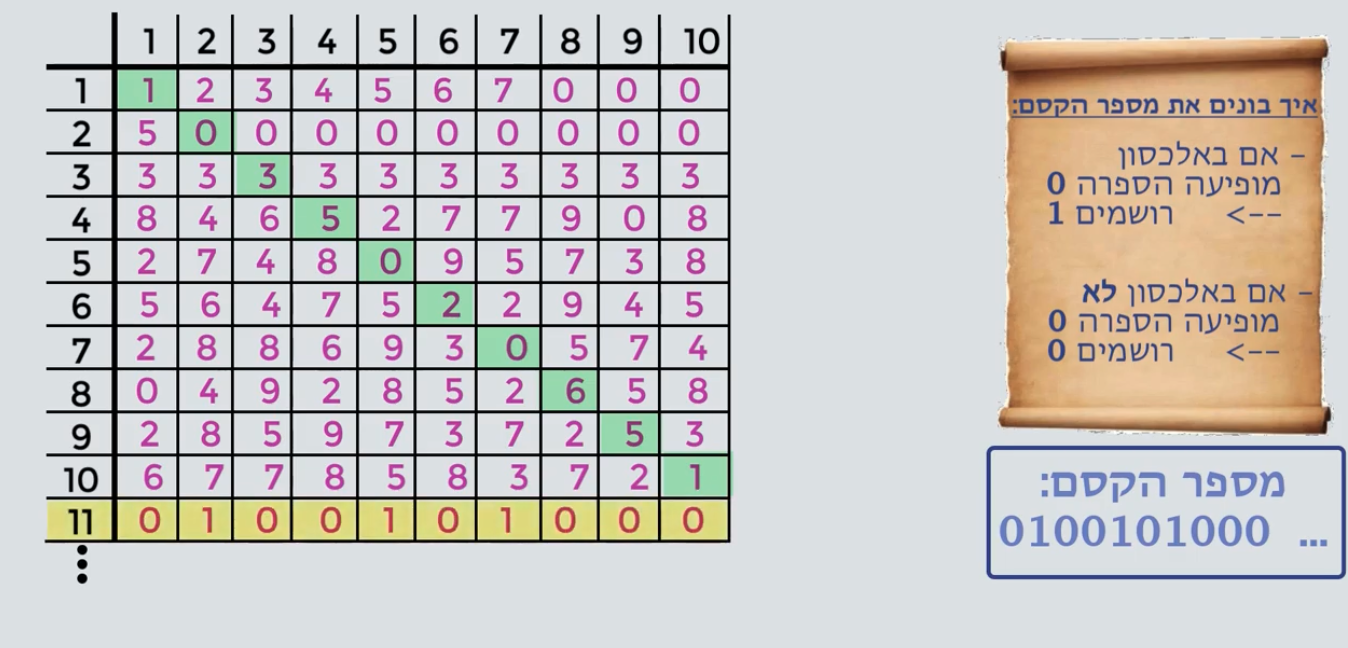 1 2 3 4 5 6 7 8 9 10
1 1 2 3 4 5 6 7 0 0 0
2 5 0 0 0 0 0 0 0 0 0
3 3 3 3 3 3 3 3 3 3 3
4 8 4 6 5 2 7 7 9 0 8
5 2 7 4 8 0 9 5 7 3 8
6 5 6 4 7 5 2 2 9 4 5
7 2 8 8 6 9 3 0 5 7 4
8 0 4 9 2 8 5 2 6 5 8
9 2 8 5 9 7 3 7 2 5 3
10 6 7 7 8 5 8 3 7 2 1
11 0 1 0 0 1 0 1 0 0 0
איך בונים את מספר הקסם:
- אם באלכסון
מופיעה הספרה 0
<-- רושמים 1
- אם באלכסון לא
מופיעה הספרה 0
<-- רושמים 0
מספר הקסם:
0100101000 ...